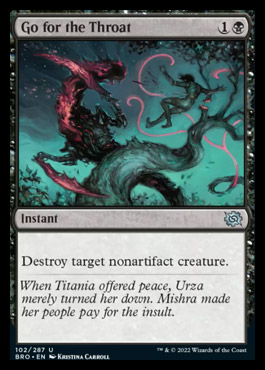 Go for the Throat 1
Instant
Destroy target nonartifact creature.
When Titania offered peace, Urza
merely turned her down. Mishra made
her people pay for the insult.
102/287 U
BRO • EN Kristina Carroll
™ & © 2022 Wizards of the Coast